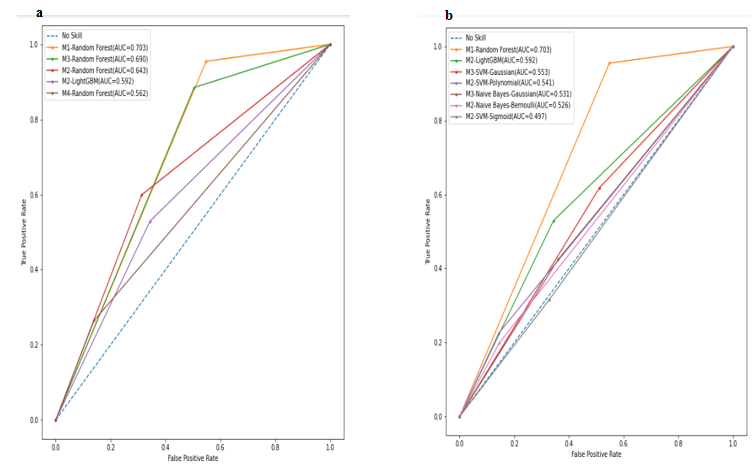 a
No Skill
M1-Random Forest(AUC=0.703)
M3-Random Forest(AUC=0.690)
M2-Random Forest(AUC=0.643)
M2-LightGBM(AUC=0.592)
M4-Random Forest(AUC=0.562)
True Positive Rate
1.0
0.8
0.6
0.4
0.2
0.0
0.0 0.2 0.4 0.6 0.8 1.0
False Positive Rate
b
No Skill
M1-Random Forest(AUC=0.703)
M2-LightGBM(AUC=0.592)
M3-SVM-Gaussian(AUC=0.553)
M2-SVM-Polynomial(AUC=0.541)
M3-Naive Bayes-Gaussian(AUC=0.531)
M2-Naive Bayes-Bernoulli(AUC=0.526)
M2-SVM-Sigmoid(AUC=0.497)
True Positive Rate
1.0
0.8
0.6
0.4
0.2
0.0
0.0 0.2 0.4 0.6 0.8 1.0
False Positive Rate